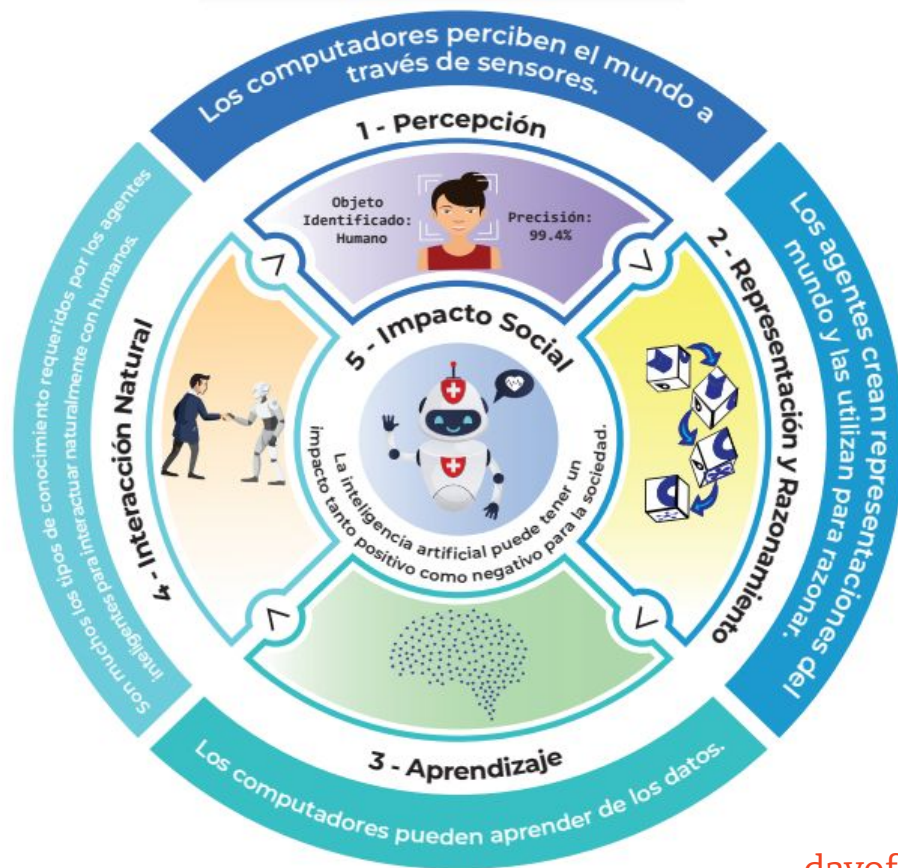 Los computadores perciben el mundo a
través de sensores.
1 - Percepción
Objeto
Identificado:
Humano
Precisión:
99.4%
2 - Representación y Razonamiento
Los agentes crean representaciones del
mundo y las utilizan para razonar.
3 - Aprendizaje
Los computadores pueden aprender de los datos.
4 - Interacción Natural
Son muchos los tipos de conocimiento requeridos por los agentes
inteligentes para interactuar naturalmente con humanos.
5 - Impacto Social
La inteligencia artificial puede tener un
impacto tanto positivo como negativo para la sociedad.